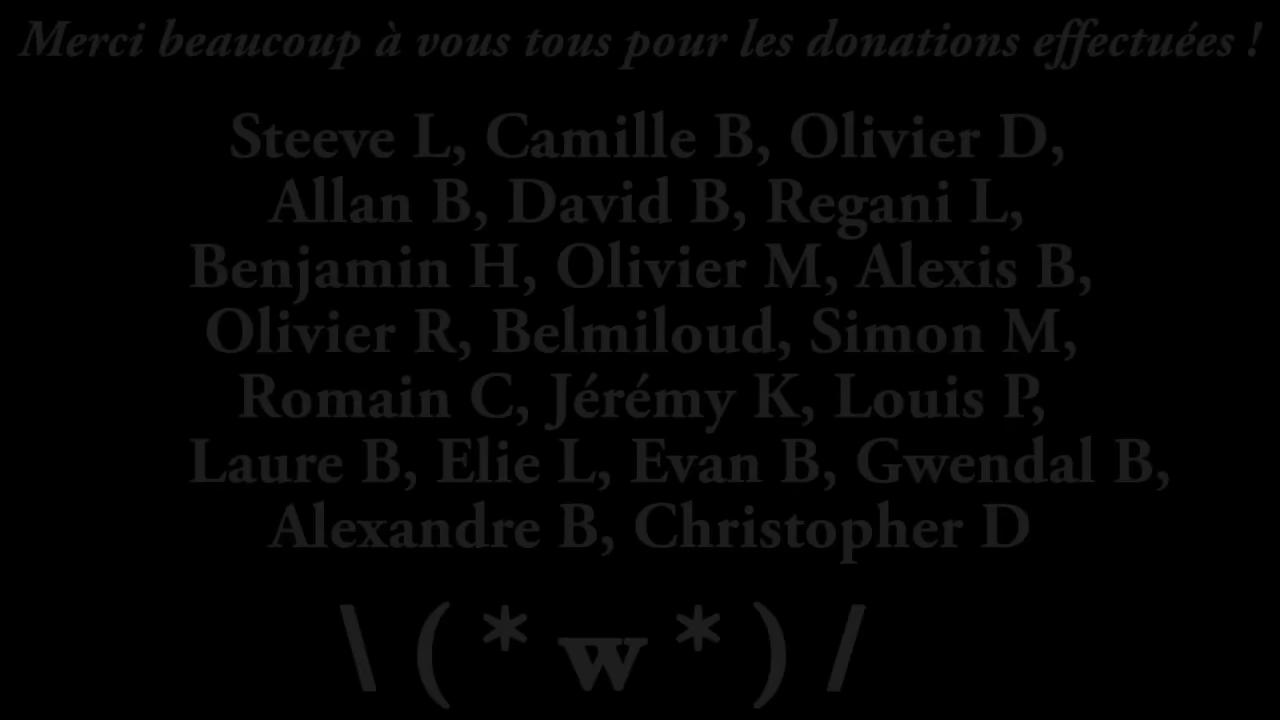 Merci beaucoup à vous tous pour les donations effectuées !
Steeve L, Camille B, Olivier D,
Allan B, David B, Regani L,
Benjamin H, Olivier M, Alexis B,
Olivier R, Belmiloud, Simon M,
Romain C, Jérémy K, Louis P,
Laure B, Elie L, Evan B, Gwendal B,
Alexandre B, Christopher D
\ ( * w * ) /